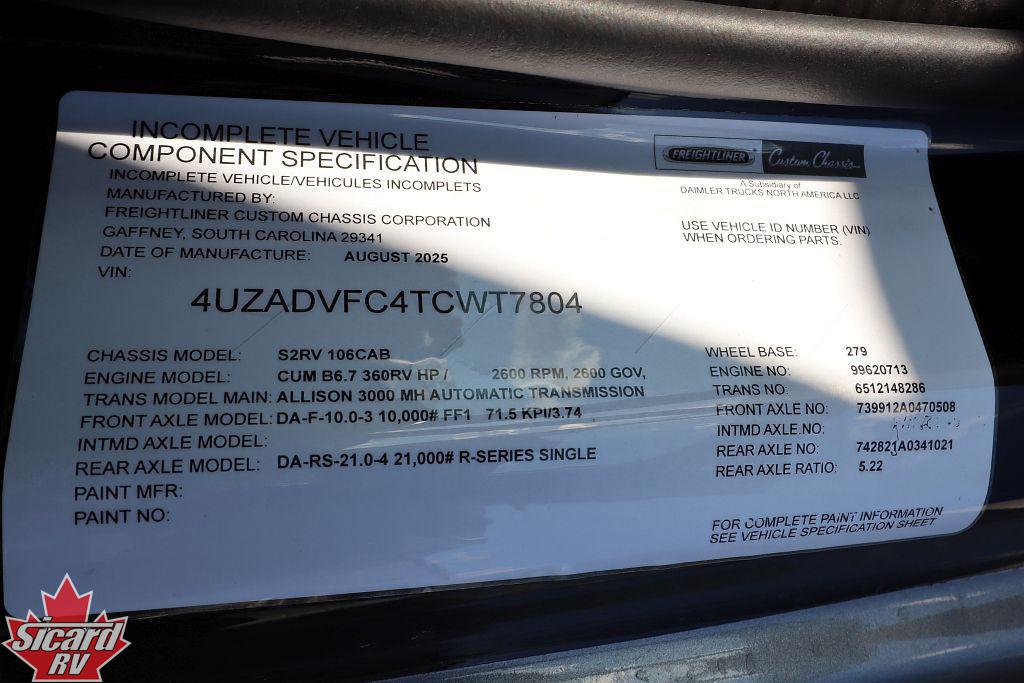 INCOMPLETE VEHICLE
COMPONENT SPECIFICATION
INCOMPLETE VEHICLE/VEHICULES INCOMPLETS
MANUFACTURED BY:
FREIGHTLINER CUSTOM CHASSIS CORPORATION
GAFFNEY, SOUTH CAROLINA 29341
DATE OF MANUFACTURE: AUGUST 2025
VIN:
4UZADVFC4TCWT7804
FREIGHTLINER Custom Chassis
A Subsidiary of
DAIMLER TRUCKS NORTH AMERICA LLC
USE VEHICLE ID NUMBER (VIN)
WHEN ORDERING PARTS.
CHASSIS MODEL: S2RV 106CAB
ENGINE MODEL: CUM B6.7 360RV HP / 2600 RPM, 2600 GOV,
TRANS MODEL MAIN: ALLISON 3000 MH AUTOMATIC TRANSMISSION
FRONT AXLE MODEL: DA-F-10.0-3 10,000# FF1 71.5 KPI/3.74
INTMD AXLE MODEL:
REAR AXLE MODEL: DA-RS-21.0-4 21,000# R-SERIES SINGLE
PAINT MFR:
PAINT NO:
WHEEL BASE: 279
ENGINE NO: 99620713
TRANS NO: 6512148286
FRONT AXLE NO: 739912A0470508
INTMD AXLE.NO:
REAR AXLE NO: 742821A0341021
REAR AXLE RATIO: 5.22
FOR COMPLETE PAINT INFORMATION
SEE VEHICLE SPECIFICATION SHEET.
Sicard
RV